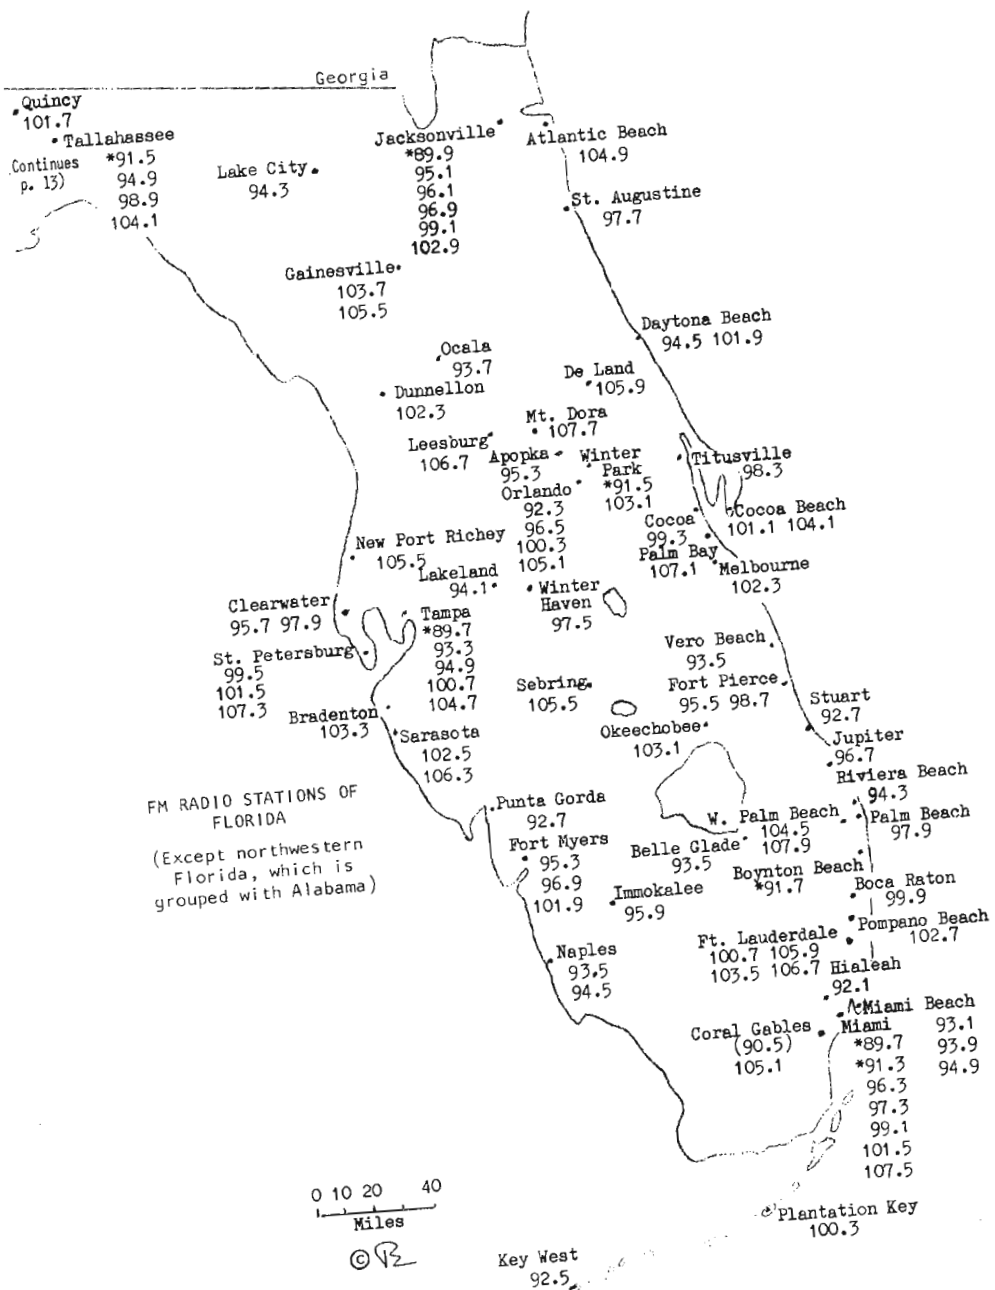 Georgia
Quincy
101.7
Tallahassee
*91.5
94.9
98.9
104.1
(Continues
p. 13)
Lake City
94.3
Jacksonville
*89.9
95.1
96.1
96.9
99.1
102.9
Atlantic Beach
104.9
St. Augustine
97.7
Gainesville
103.7
105.5
Daytona Beach
94.5 101.9
Ocala
93.7
Dunnellon
102.3
De Land
105.9
Mt. Dora
107.7
Leesburg
106.7
Apopka
95.3
Winter
Park
*91.5
103.1
Orlando
92.3
96.5
100.3
105.1
Titusville
98.3
Cocoa
99.3
Cocoa Beach
101.1 104.1
Palm Bay
107.1
Melbourne
102.3
New Port Richey
105.5
Lakeland
94.1
Winter
Haven
97.5
Clearwater
95.7 97.9
Tampa
*89.7
93.3
94.9
100.7
104.7
St. Petersburg
99.5
101.5
107.3
Vero Beach
93.5
Sebring
105.5
Fort Pierce
95.5 98.7
Bradenton
103.3
Sarasota
102.5
106.3
Okeechobee
103.1
Stuart
92.7
Jupiter
96.7
Riviera Beach
94.3
FM RADIO STATIONS OF
FLORIDA
(Except northwestern
Florida, which is
grouped with Alabama)
Punta Gorda
92.7
W. Palm Beach
104.5
107.9
Palm Beach
97.9
Fort Myers
95.3
96.9
101.9
Belle Glade
93.5
Boynton Beach
*91.7
Immokalee
95.9
Boca Raton
99.9
Pompano Beach
102.7
Ft. Lauderdale
100.7 105.9
103.5 106.7
Naples
93.5
94.5
Hialeah
92.1
Miami Beach
93.1
93.9
94.9
Coral Gables
(90.5)
105.1
Miami
*89.7
*91.3
96.3
97.3
99.1
101.5
107.5
0 10 20 40
Miles
Plantation Key
100.3
Key West
92.5